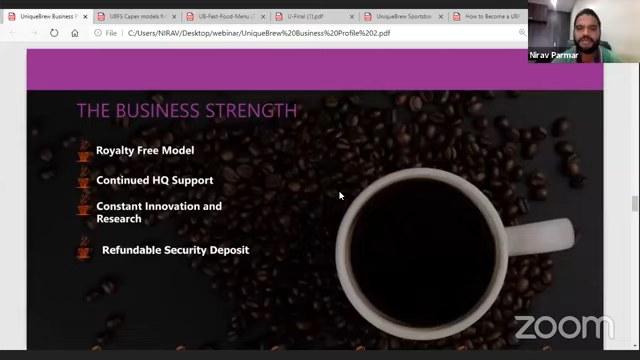 UniqueBrew Business P
UBFS Capex models f
UB-Fast-Food-Menu (
U-Final (1).pdf
UniqueBrew Sportsbo
How to Become a UB
File
C:/Users/NIRAV/Desktop/webinar/UniqueBrew%20Business%20Profile%202.pdf
Nirav Parmar
THE BUSINESS STRENGTH
Royalty Free Model
Continued HQ Support
Constant Innovation and
Research
Refundable Security Deposit
zoom